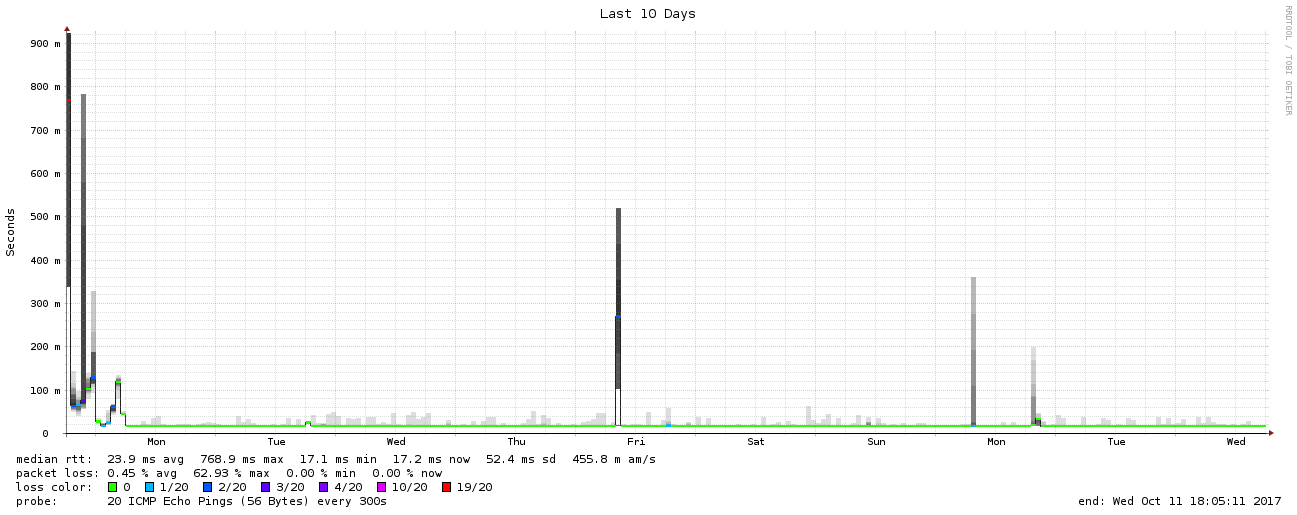 Last 10 Days
RRDTOOL / TOBI OETIKER
Seconds
900 m
800 m
700 m
600 m
500 m
400 m
300 m
200 m
100 m
0
Mon Tue Wed Thu Fri Sat Sun Mon Tue Wed
median rtt: 23.9 ms avg 768.9 ms max 17.1 ms min 17.2 ms now 52.4 ms sd 455.8 m am/s
packet loss: 0.45 % avg 62.93 % max 0.00 % min 0.00 % now
loss color: 0 1/20 2/20 3/20 4/20 10/20 19/20
probe: 20 ICMP Echo Pings (56 Bytes) every 300s end: Wed Oct 11 18:05:11 2017